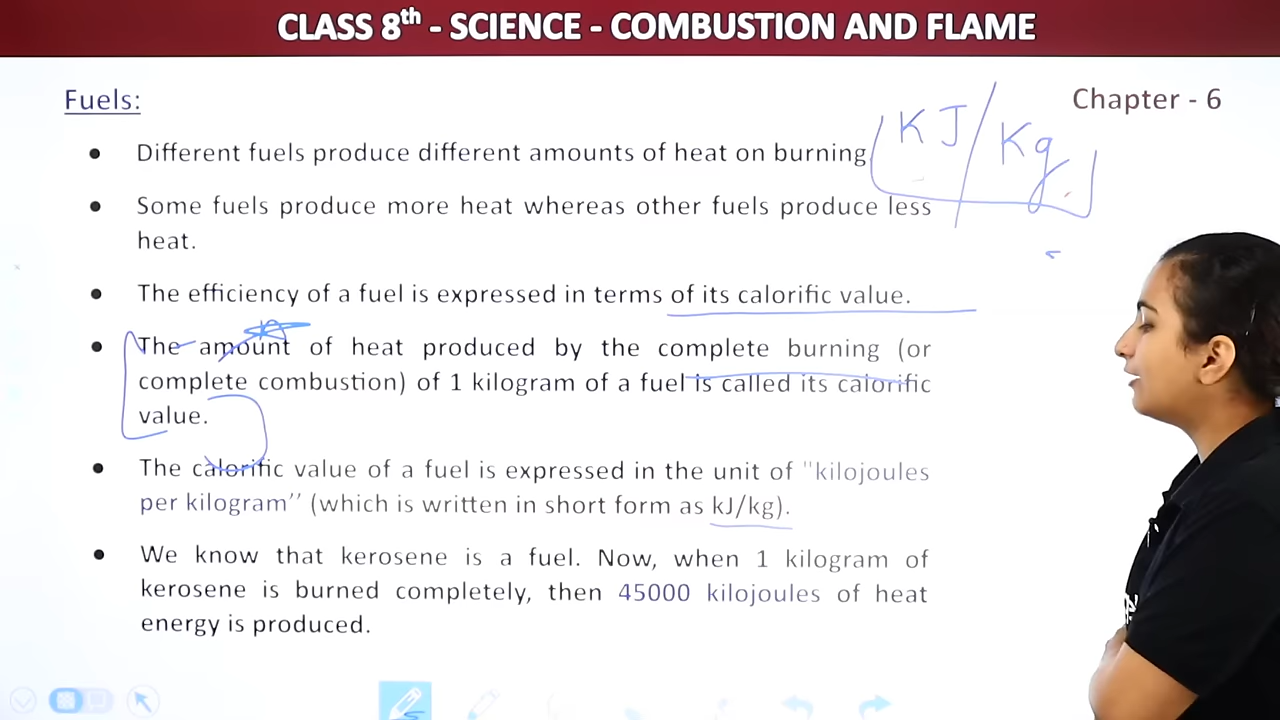 CLASS 8th - SCIENCE - COMBUSTION AND FLAME
Fuels:
Chapter - 6
KJ/Kg
• Different fuels produce different amounts of heat on burning
• Some fuels produce more heat whereas other fuels produce less
heat.
• The efficiency of a fuel is expressed in terms of its calorific value.
• The amount of heat produced by the complete burning (or
complete combustion) of 1 kilogram of a fuel is called its calorific
value.
• The calorific value of a fuel is expressed in the unit of "kilojoules
per kilogram” (which is written in short form as kJ/kg).
• We know that kerosene is a fuel. Now, when 1 kilogram of
kerosene is burned completely, then 45000 kilojoules of heat
energy is produced.